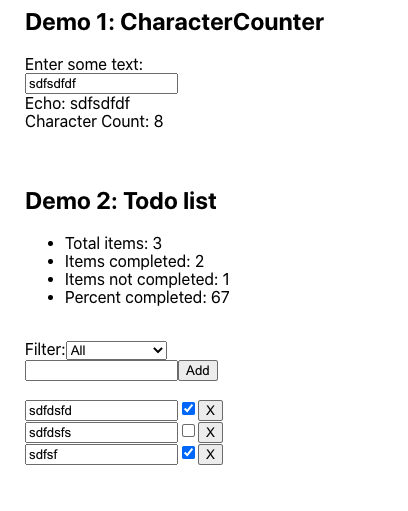 Demo 1: CharacterCounter
Enter some text:
sdfsdfdf
Echo: sdfsdfdf
Character Count: 8
Demo 2: Todo list
Total items: 3
Items completed: 2
Items not completed: 1
Percent completed: 67
Filter: All
Add
sdfdsfd X
sdfdsfs X
sdfsf X